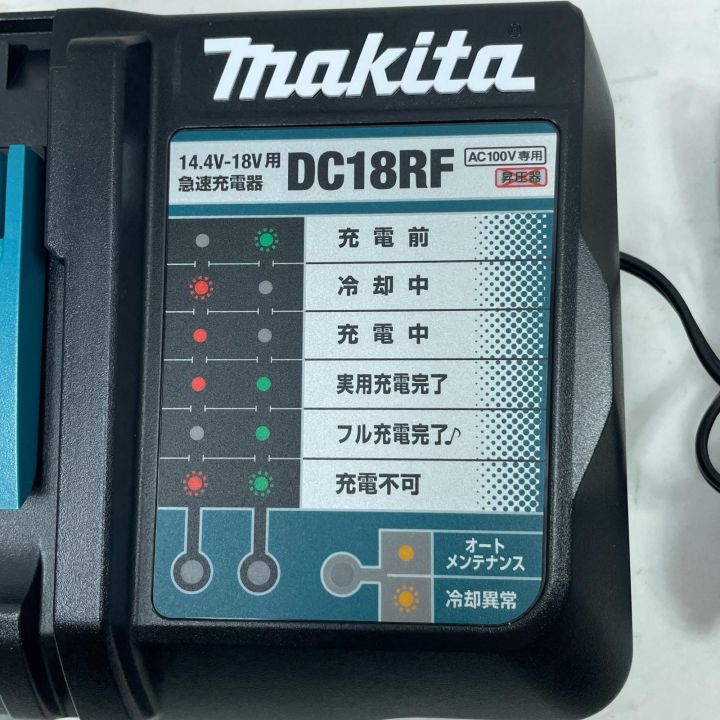 makita®
14.4V-18V用
急速充電器
DC18RF
AC100V専用
昇圧器
充電前
冷却中
充電中
実用充電完了
フル充電完了♪
充電不可
オート
メンテナンス
冷却異常